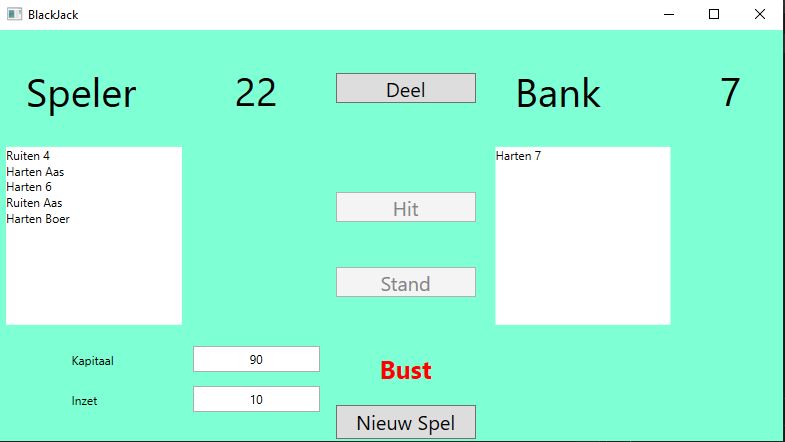 BlackJack
Speler 22 Deel Bank 7
Ruiten 4
Harten Aas
Harten 6
Ruiten Aas
Harten Boer
Harten 7
Hit
Stand
Kapitaal 90
Inzet 10
Bust
Nieuw Spel